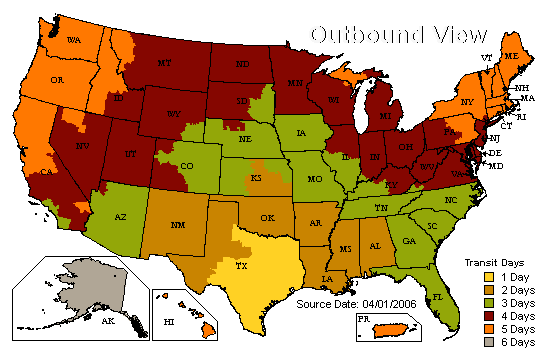 Outbound View
WA
OR
CA
ID
NV
MT
WY
UT
AZ
CO
NM
ND
SD
NE
KS
OK
TX
MN
IA
MO
AR
LA
WI
ID
MI
IN
OH
KY
TN
MS
AL
GA
FL
SC
NC
VA
WV
PA
NY
VT
ME
NH
MA
RI
CT
NJ
DE
MD
AK
HI
PR
Source Date: 04/01/2006
Transit Days
1 Day
2 Days
3 Days
4 Days
5 Days
6 Days